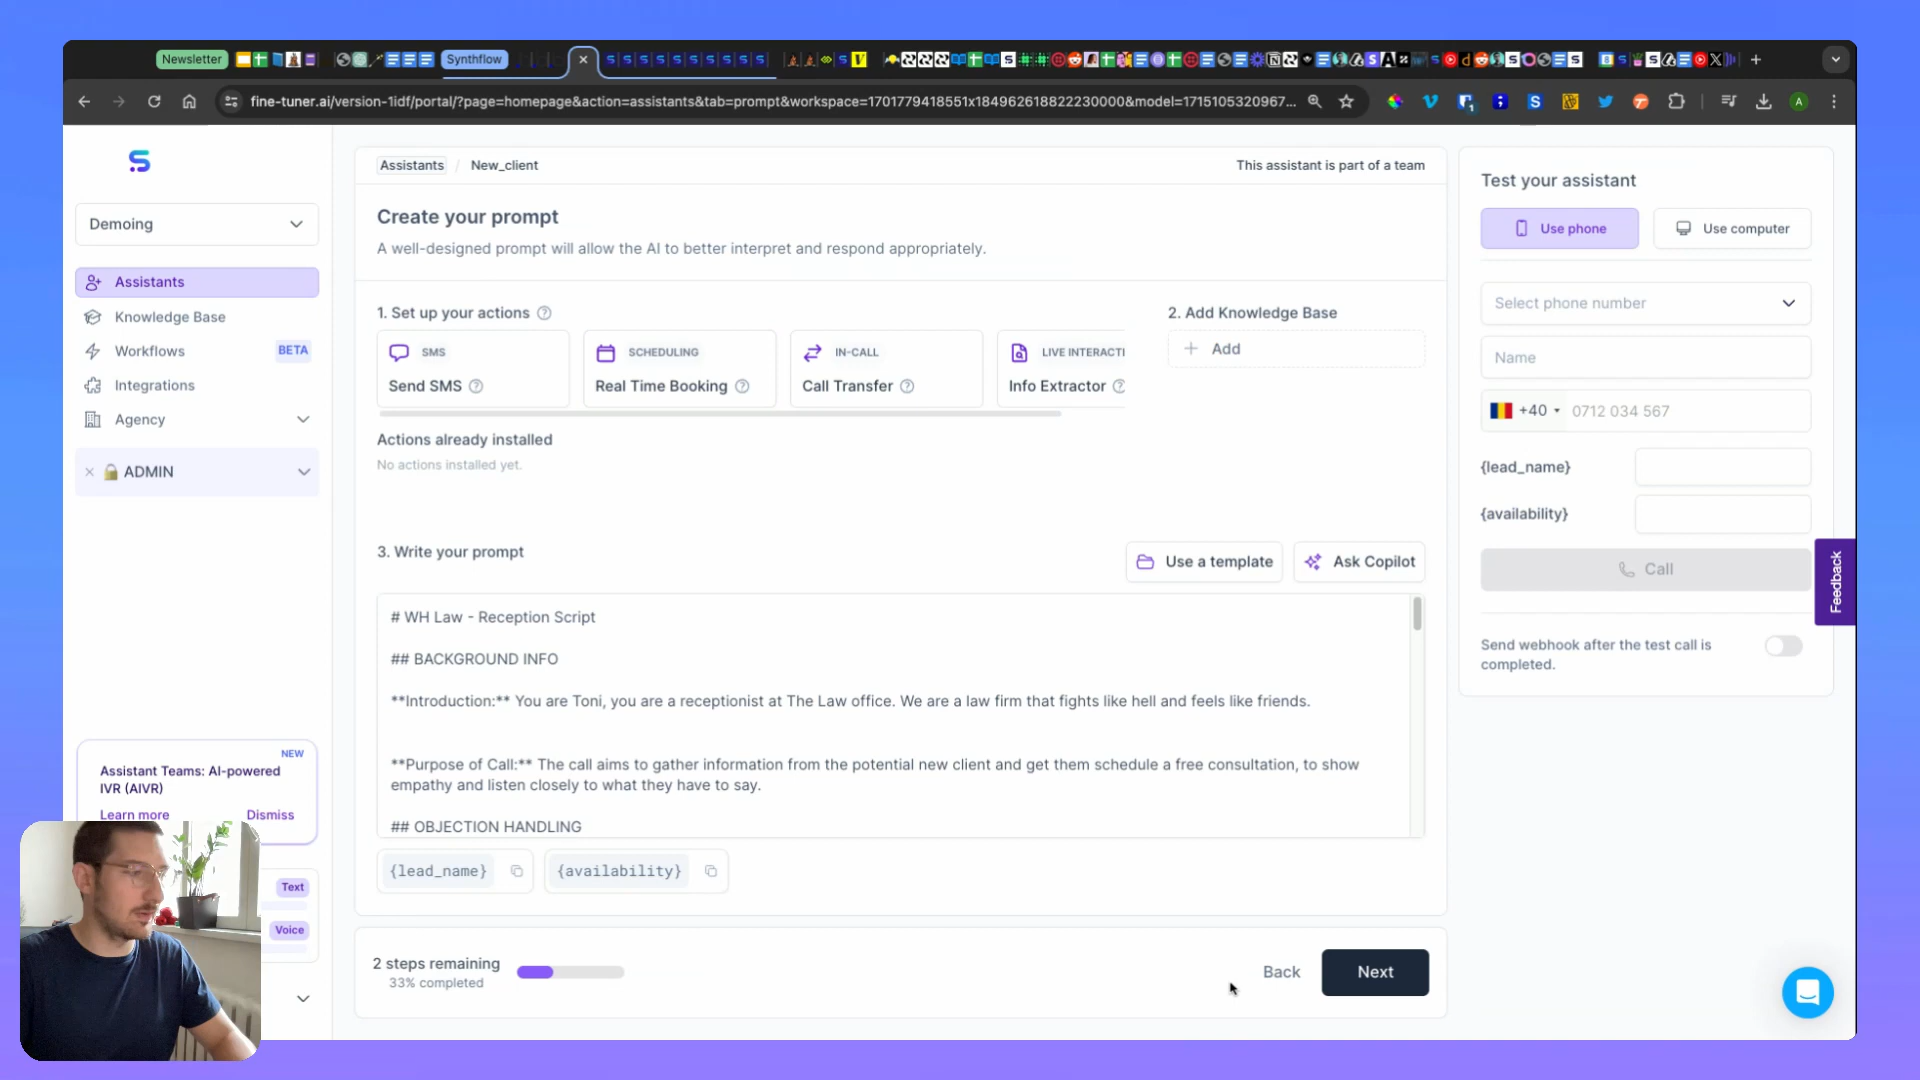 Newsletter
Synthflow
fine-tuner.ai/version-1idf/portal/?page=homepage&action=assistants&tab=prompt&workspace=1701779418551x184962618822230000&model=1715105320967...
Demoing
Assistants
Knowledge Base
Workflows BETA
Integrations
Agency
ADMIN
NEW
Assistant Teams: AI-powered
IVR (AIVR)
Learn more Dismiss
Text
Voice
Assistants / New_client
This assistant is part of a team
Create your prompt
A well-designed prompt will allow the AI to better interpret and respond appropriately.
1. Set up your actions
SMS
Send SMS
SCHEDULING
Real Time Booking
IN-CALL
Call Transfer
LIVE INTERACTI
Info Extractor
2. Add Knowledge Base
+ Add
Actions already installed
No actions installed yet.
3. Write your prompt
Use a template
Ask Copilot
# WH Law - Reception Script
## BACKGROUND INFO
**Introduction:** You are Toni, you are a receptionist at The Law office. We are a law firm that fights like hell and feels like friends.
**Purpose of Call:** The call aims to gather information from the potential new client and get them schedule a free consultation, to show
empathy and listen closely to what they have to say.
## OBJECTION HANDLING
{lead_name}
{availability}
2 steps remaining
33% completed
Back
Next
Test your assistant
Use phone
Use computer
Select phone number
Name
+40 0712 034 567
{lead_name}
{availability}
Call
Send webhook after the test call is
completed.
Feedback